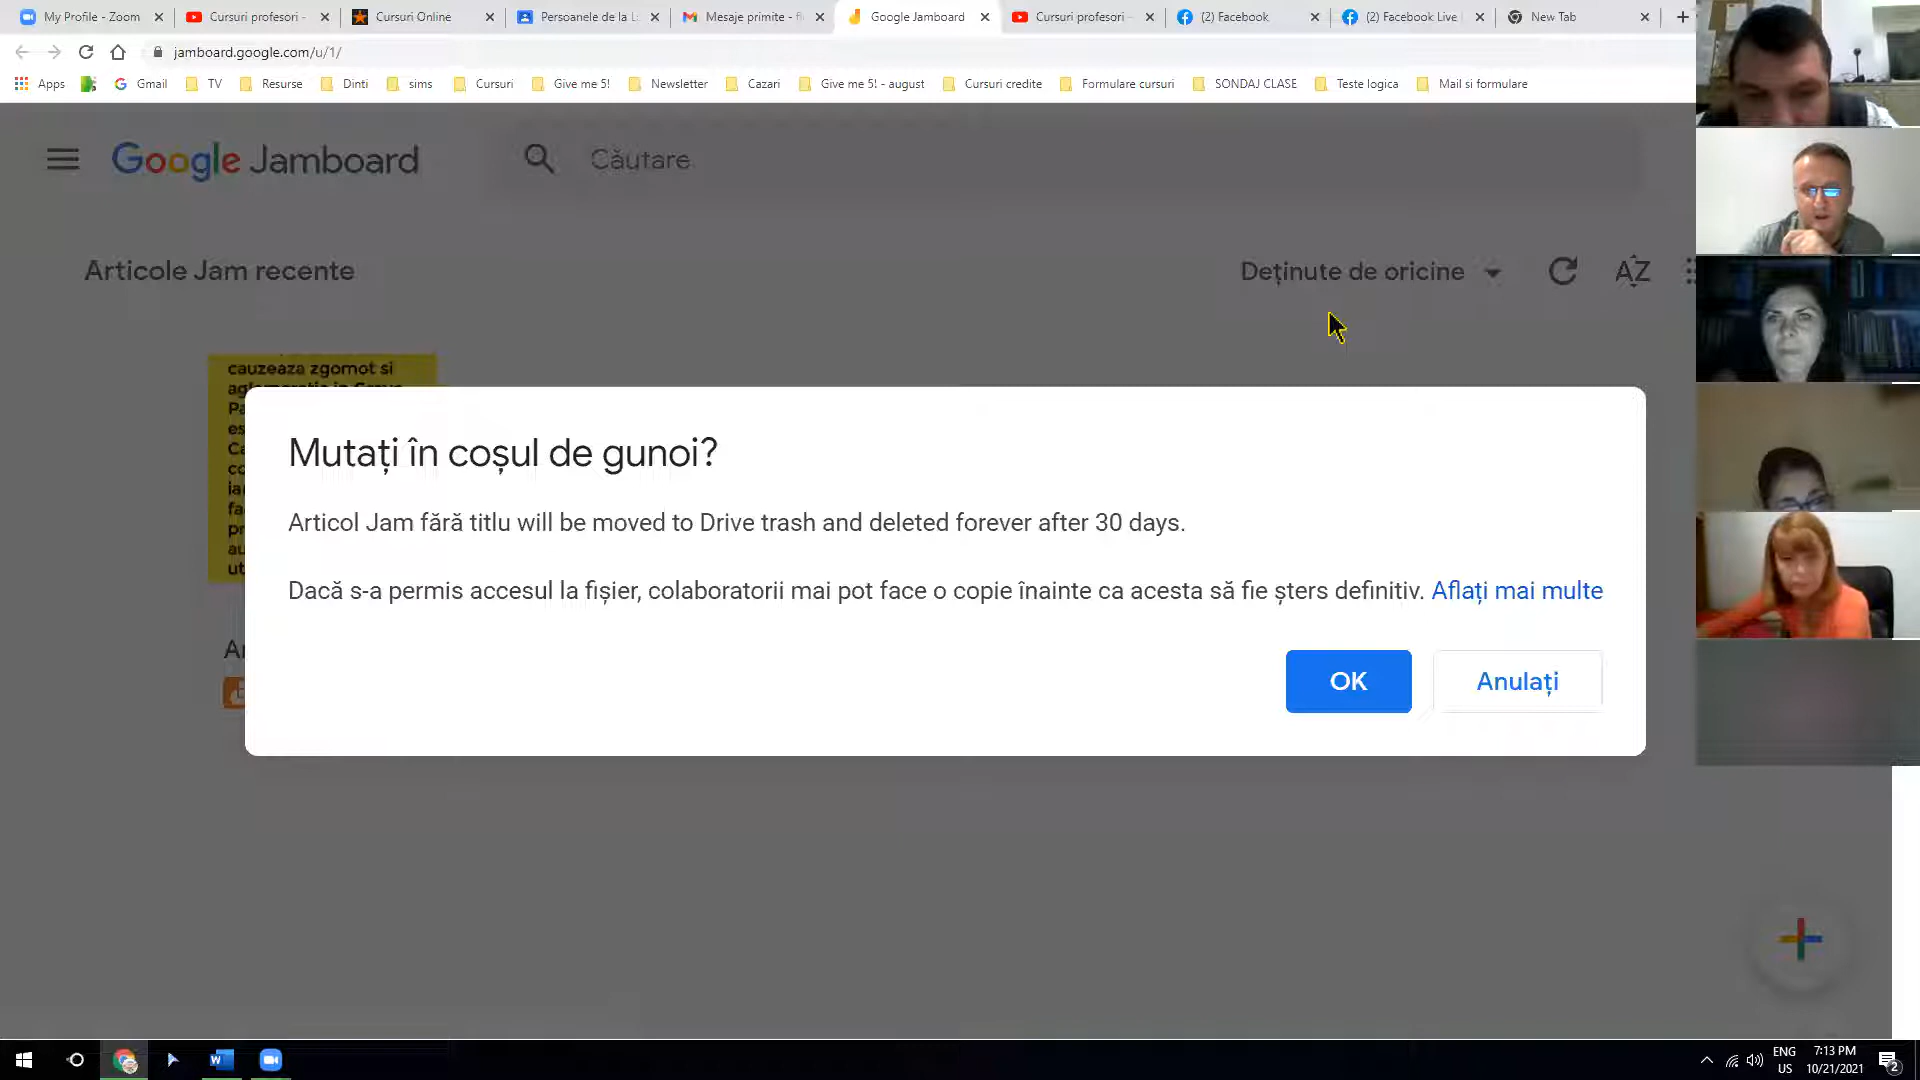 My Profile - Zoom
Cursuri profesori -
Cursuri Online
Persoanele de la L
Mesaje primite - fl
Google Jamboard
Cursuri profesori -
(2) Facebook
(2) Facebook Live
New Tab
jamboard.google.com/u/1/
Apps
Gmail
TV
Resurse
Dinti
sims
Cursuri
Give me 5!
Newsletter
Cazari
Give me 5! - august
Cursuri credite
Formulare cursuri
SONDAJ CLASE
Teste logica
Mail si formulare
Google Jamboard
Căutare
Articole Jam recente
Deținute de oricine
AZ
cauzeaza zgomot si
Mutați în coșul de gunoi?
Articol Jam fără titlu will be moved to Drive trash and deleted forever after 30 days.
Dacă s-a permis accesul la fișier, colaboratorii mai pot face o copie înainte ca acesta să fie șters definitiv. Aflați mai multe
OK
Anulați
ENG
US
7:13 PM
10/21/2021
2